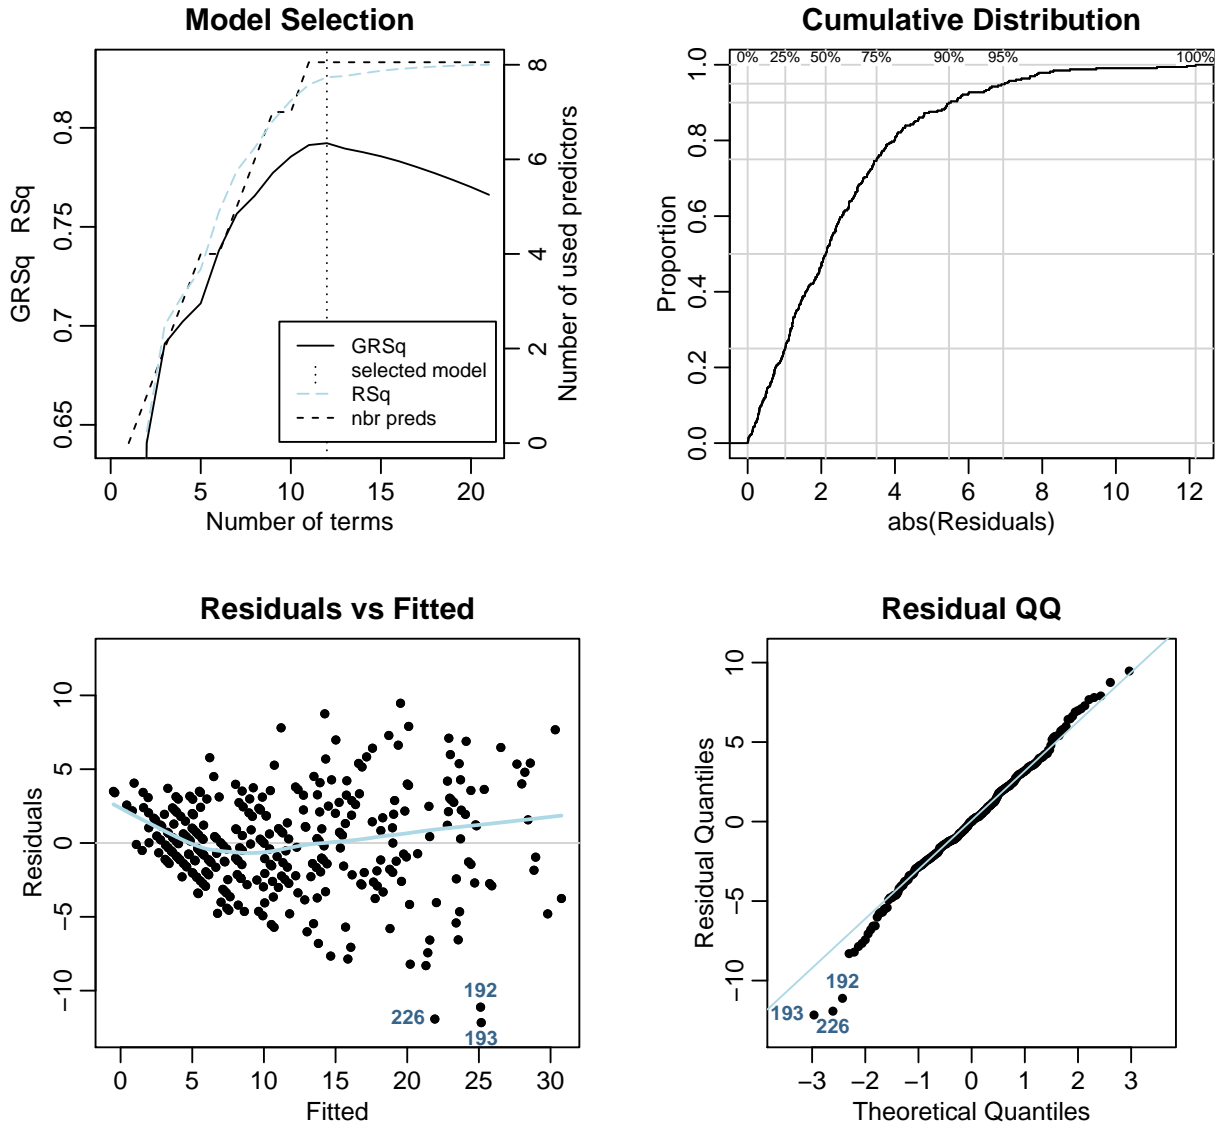 Model Selection
0.65 0.7 0.75 0.8
GRSq RSq
0 2 4 6 8
Number of used predictors
GRSq
selected model
RSq
nbr preds
0 5 10 15 20
Number of terms
Cumulative Distribution
0% 25% 50% 75% 90% 95% 100%
0.0 0.2 0.4 0.6 0.8 1.0
Proportion
0 2 4 6 8 10 12
abs(Residuals)
Residuals vs Fitted
−10 −5 0 5 10
Residuals
192
226
193
0 5 10 15 20 25 30
Fitted
Residual QQ
−10 −5 0 5 10
Residual Quantiles
192
193
226
−3 −2 −1 0 1 2 3
Theoretical Quantiles